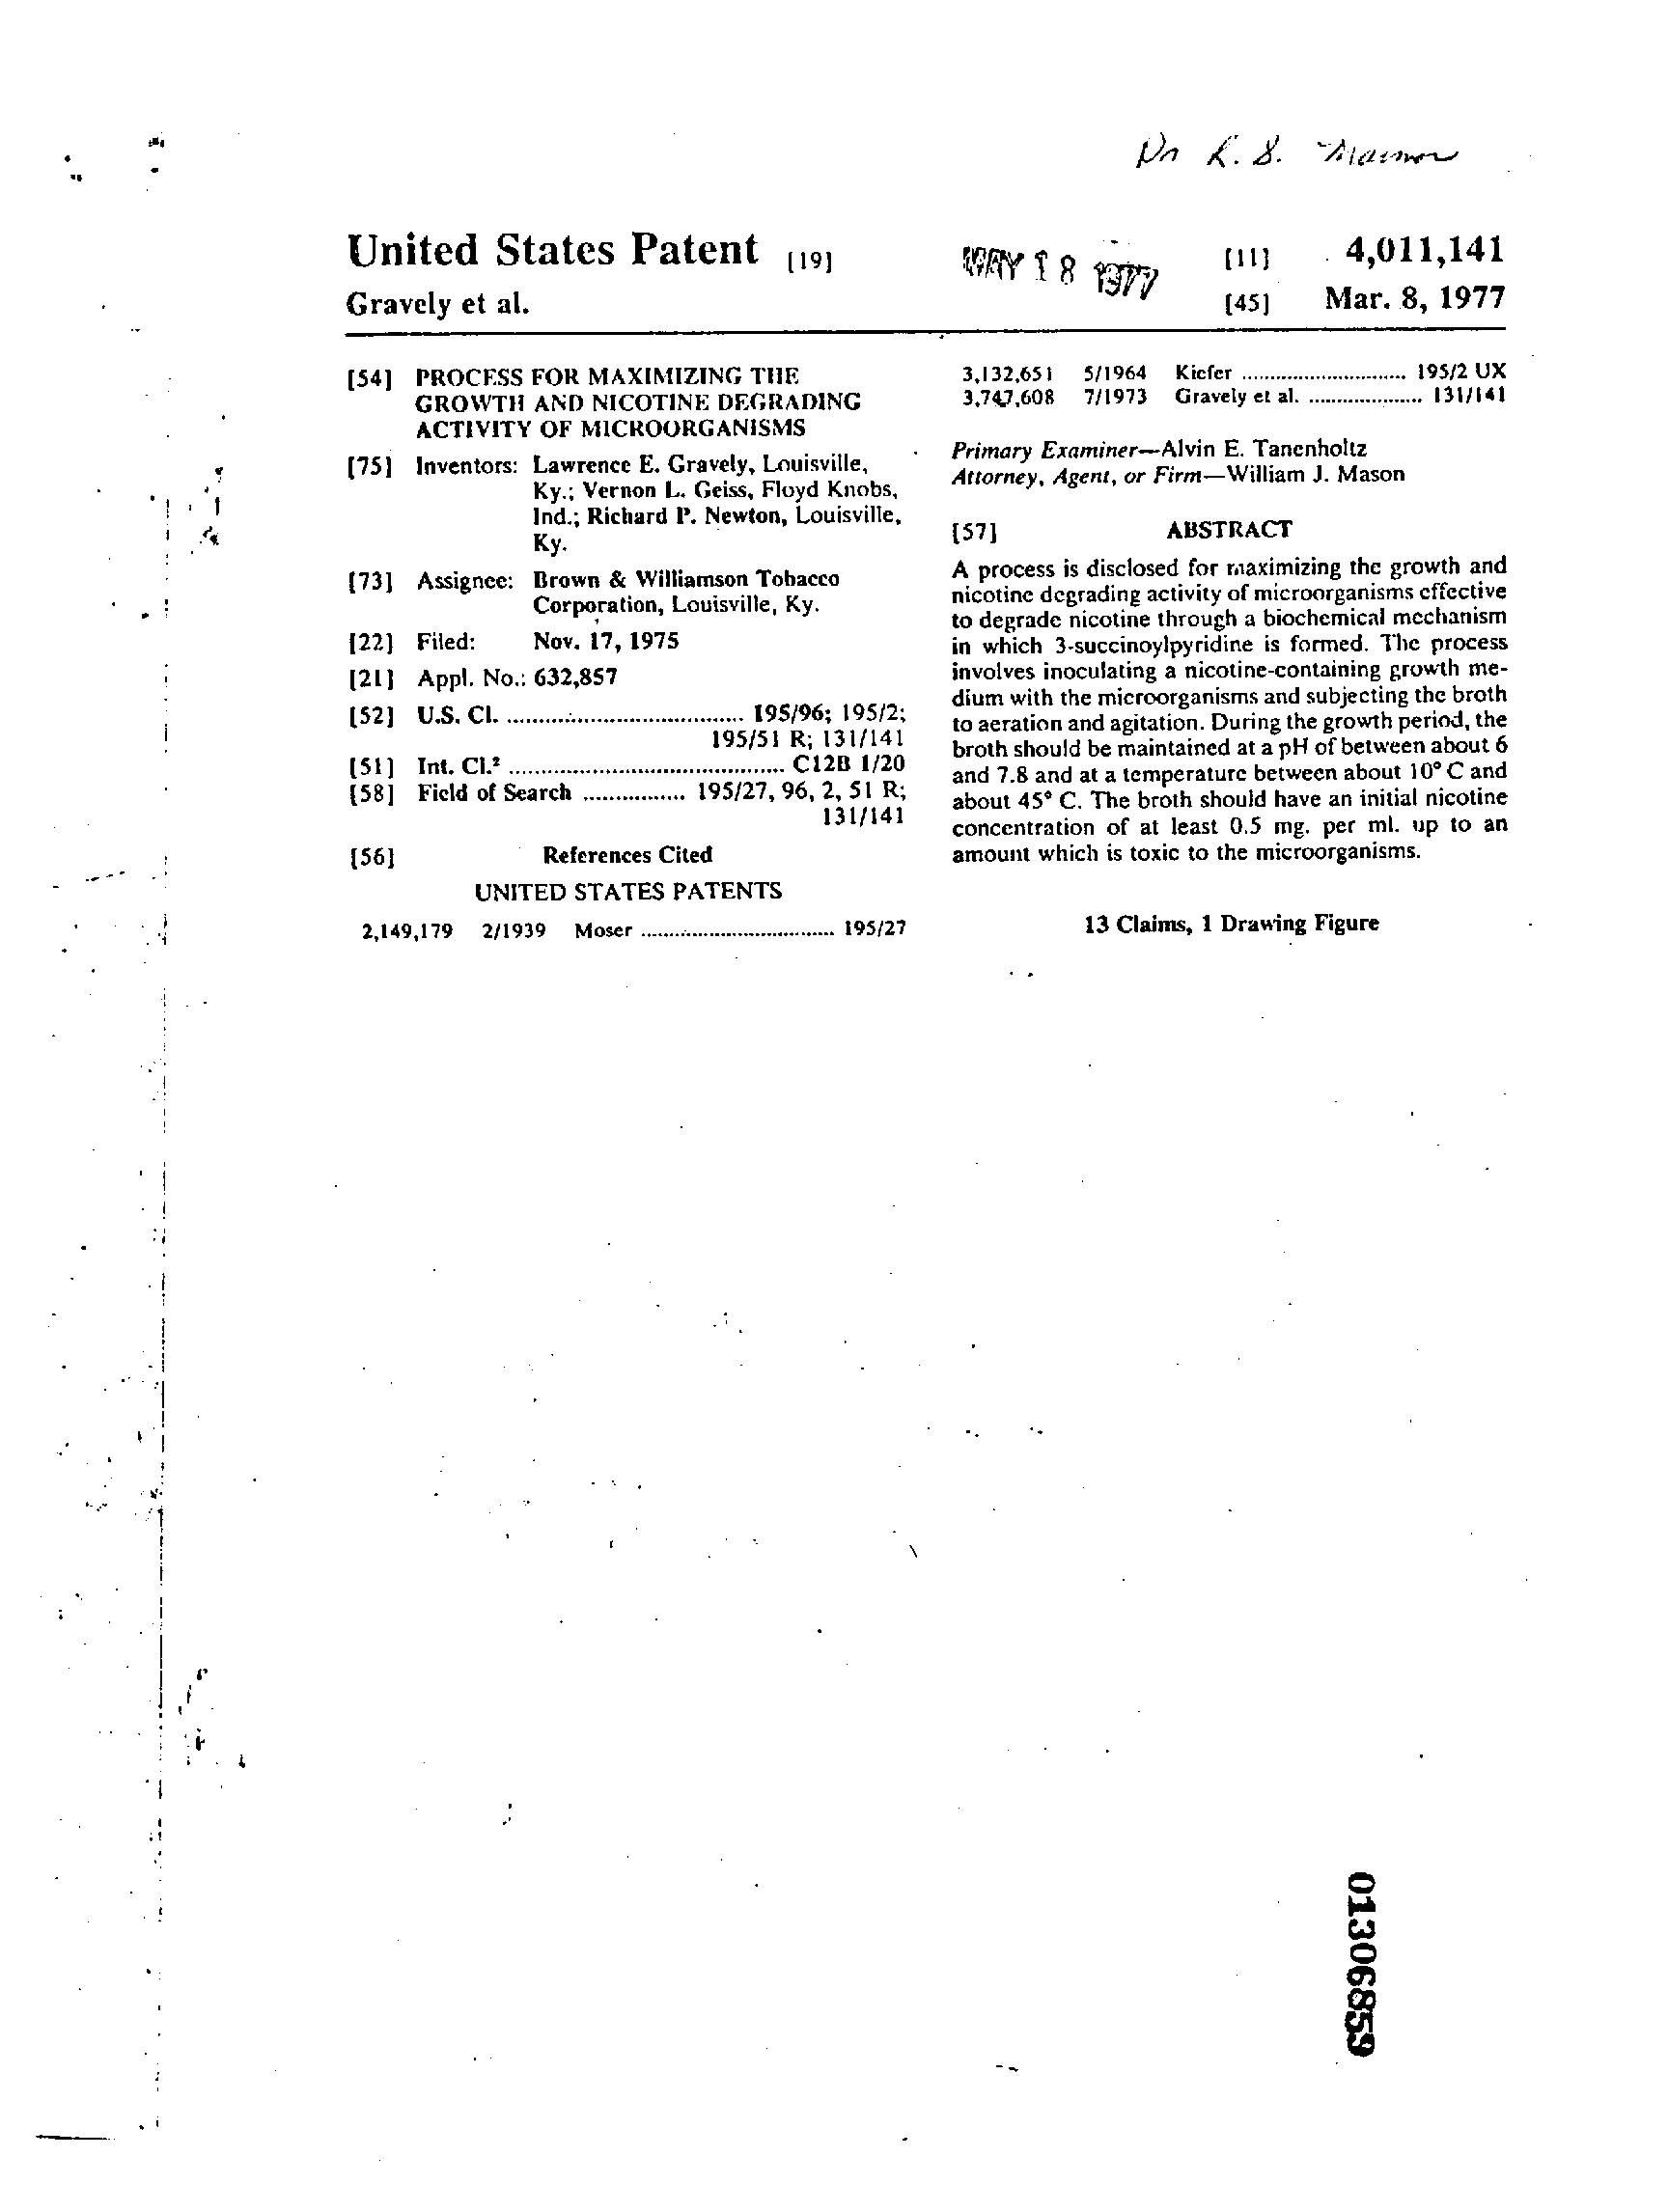 K. S.
United States Patent [19]
Gravely et al.
MAY 18 1977
[11] 4,011,141
[45] Mar. 8, 1977
[54] PROCESS FOR MAXIMIZING THE
GROWTH AND NICOTINE DEGRADING
ACTIVITY OF MICROORGANISMS
[75] Inventors: Lawrence E. Gravely, Louisville,
Ky.; Vernon L. Geiss, Floyd Knobs,
Ind.; Richard P. Newton, Louisville,
Ky.
[73] Assignee: Brown & Williamson Tobacco
Corporation, Louisville, Ky.
[22] Filed: Nov. 17, 1975
[21] Appl. No.: 632,857
[52] U.S. Cl. .................................... 195/96; 195/2;
195/51 R; 131/141
[51] Int. Cl.² .......................................... C12B 1/20
[58] Field of Search ................ 195/27, 96, 2, 51 R;
131/141
[56] References Cited
UNITED STATES PATENTS
2,149,179 2/1939 Moser .................................. 195/27
3,132,651 5/1964 Kiefer ............................. 195/2 UX
3,747,608 7/1973 Gravely et al. .................... 131/141
Primary Examiner—Alvin E. Tanenholtz
Attorney, Agent, or Firm—William J. Mason
[57] ABSTRACT
A process is disclosed for maximizing the growth and
nicotine degrading activity of microorganisms effective
to degrade nicotine through a biochemical mechanism
in which 3-succinoylpyridine is formed. The process
involves inoculating a nicotine-containing growth me-
dium with the microorganisms and subjecting the broth
to aeration and agitation. During the growth period, the
broth should be maintained at a pH of between about 6
and 7.8 and at a temperature between about 10° C and
about 45° C. The broth should have an initial nicotine
concentration of at least 0.5 mg. per ml. up to an
amount which is toxic to the microorganisms.
13 Claims, 1 Drawing Figure
01306859